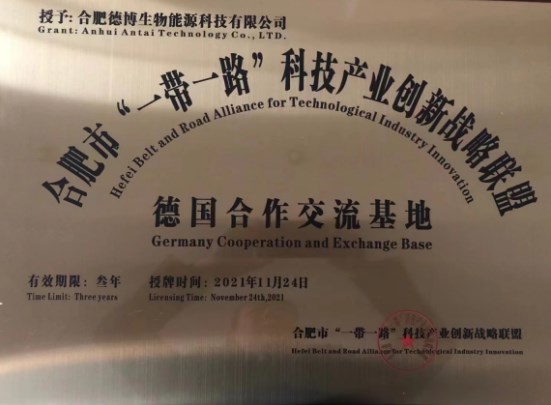 授予: 合肥德博生物能源科技有限公司
Grant: Anhui Antai Technology Co., LTD.
合肥市“一带一路”科技产业创新战略联盟
Hefei Belt and Road Alliance for Technological Industry Innovation
德国合作交流基地
Germany Cooperation and Exchange Base
有效期限: 叁年 授牌时间: 2021年11月24日
Time Limit: Three years Licensing Time: November 24th,2021
合肥市“一带一路”科技产业创新战略联盟
Hefei Belt and Road Alliance for Technological Industry Innovation